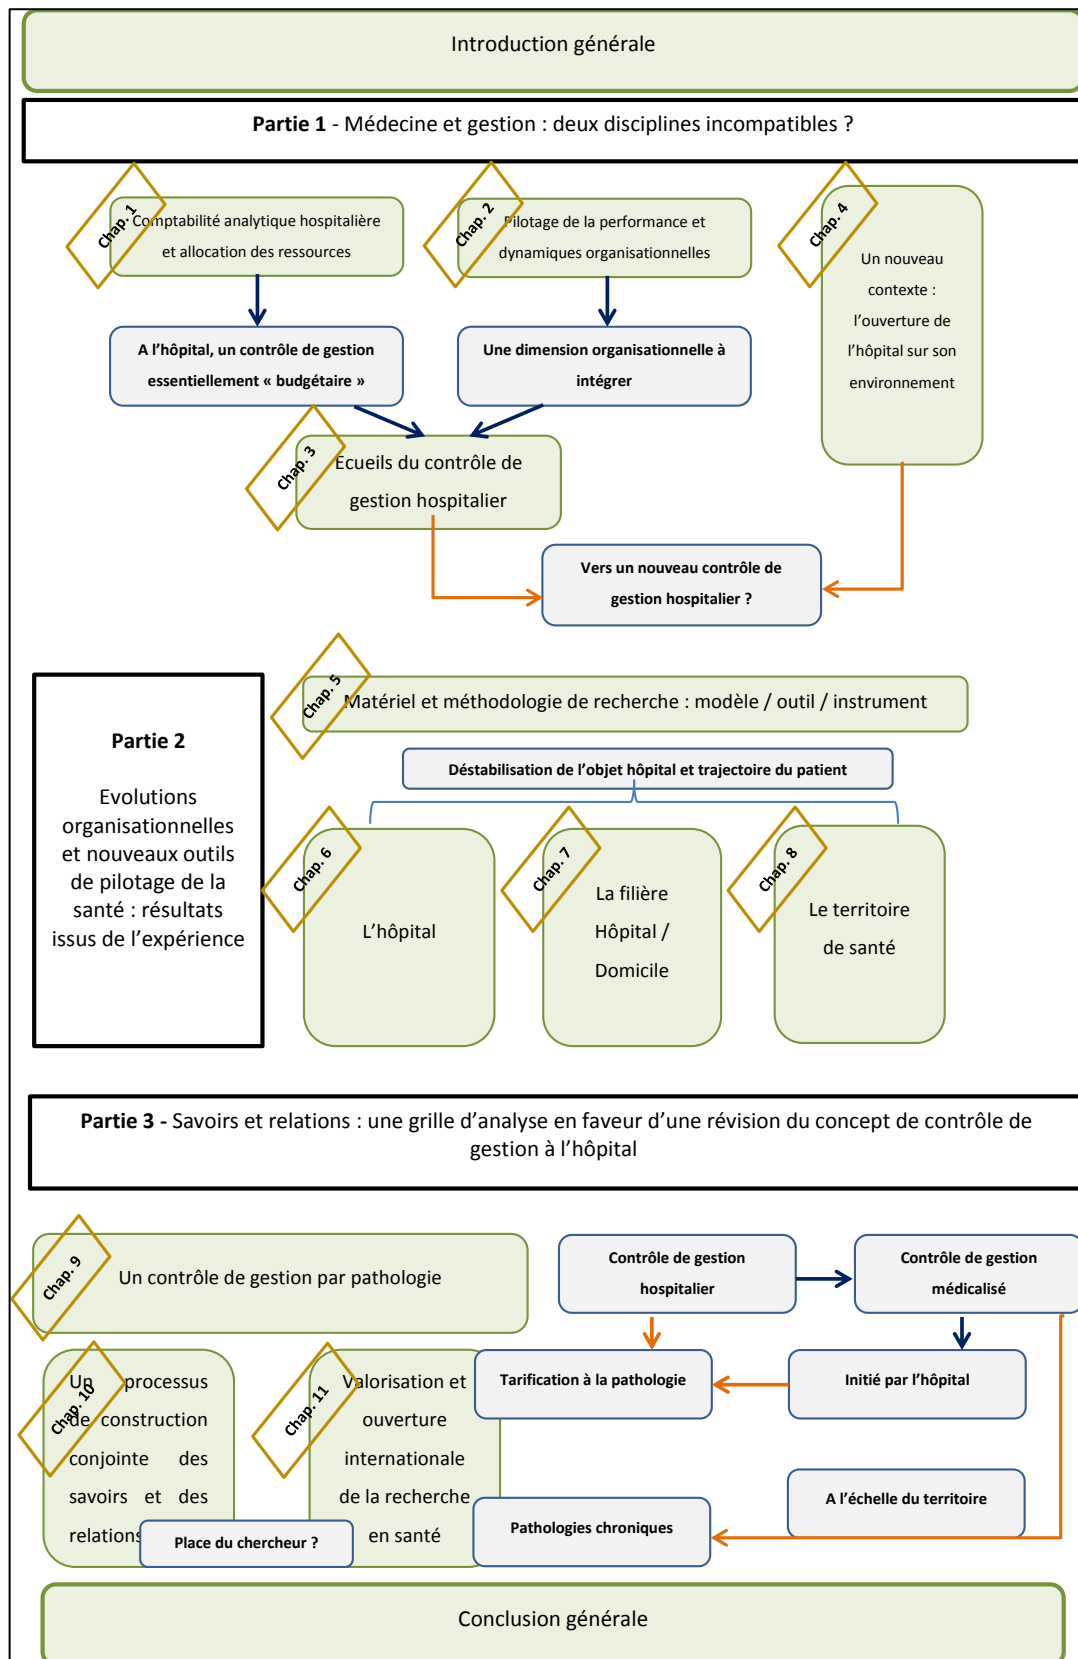 Introduction générale
Partie 1 - Médecine et gestion : deux disciplines incompatibles ?
Chap. 1
Comptabilité analytique hospitalière
et allocation des ressources
Chap. 2
Pilotage de la performance et
dynamiques organisationnelles
Chap. 4
Un nouveau
contexte :
l’ouverture de
l’hôpital sur son
environnement
A l’hôpital, un contrôle de gestion
essentiellement « budgétaire »
Une dimension organisationnelle à
intégrer
Chap. 3
Ecueils du contrôle de
gestion hospitalier
Vers un nouveau contrôle de
gestion hospitalier ?
Partie 2
Evolutions
organisationnelles
et nouveaux outils
de pilotage de la
santé : résultats
issus de l’expérience
Chap. 5
Matériel et méthodologie de recherche : modèle / outil / instrument
Déstabilisation de l’objet hôpital et trajectoire du patient
Chap. 6
L’hôpital
Chap. 7
La filière
Hôpital /
Domicile
Chap. 8
Le territoire
de santé
Partie 3 - Savoirs et relations : une grille d’analyse en faveur d’une révision du concept de contrôle de
gestion à l’hôpital
Chap. 9
Un contrôle de gestion par pathologie
Contrôle de gestion
hospitalier
Contrôle de gestion
médicalisé
Chap. 10
Un processus
de construction
conjointe des
savoirs et des
relations
Chap. 11
Valorisation et
ouverture
internationale
de la recherche
en santé
Place du chercheur ?
Tarification à la pathologie
Initié par l’hôpital
A l’échelle du territoire
Pathologies chroniques
Conclusion générale